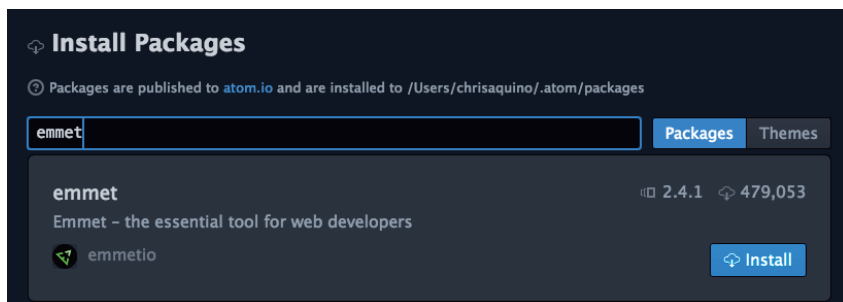 Install Packages
Packages are published to atom.io and are installed to /Users/chrisaquino/.atom/packages
emmet Packages Themes
emmet 2.4.1 479,053
Emmet – the essential tool for web developers
emmetio Install